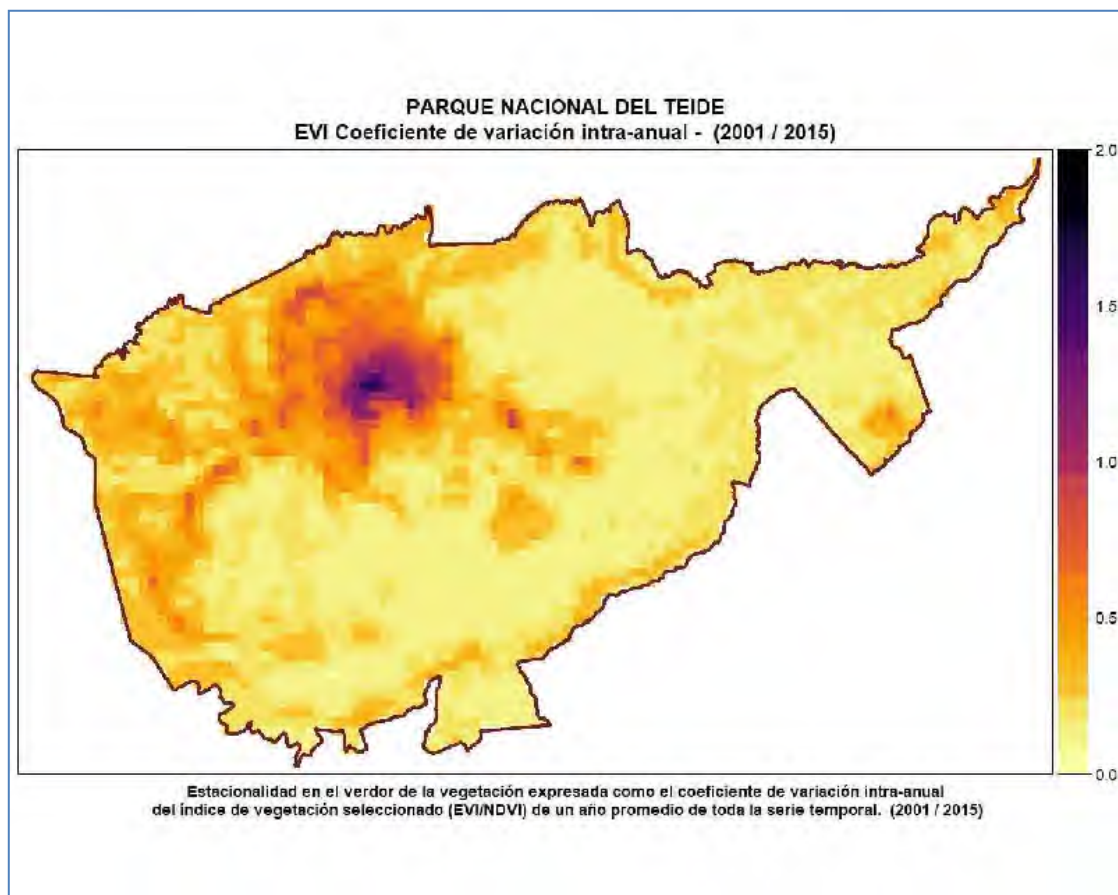 PARQUE NACIONAL DEL TEIDE
EVI Coeficiente de variación intra-anual - (2001 / 2015)
2.0
1.5
1.0
0.5
0.0
Estacionalidad en el verdor de la vegetación expresada como el coeficiente de variación intra-anual
del índice de vegetación seleccionado (EVI/NDVI) de un año promedio de toda la serie temporal. (2001 / 2015)